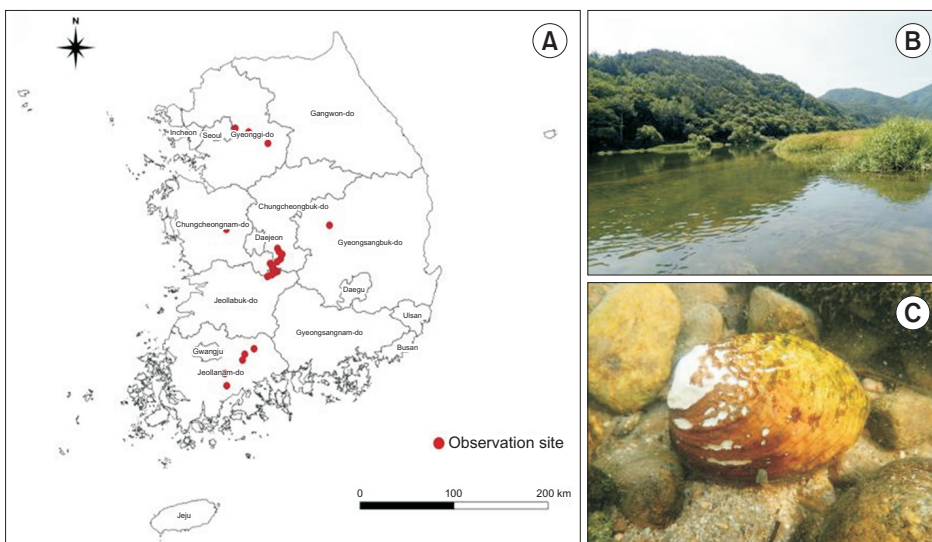 N
A
Gangwon-do
Incheon
Seoul
Gyeonggi-do
Chungcheongbuk-do
Chungcheongnam-do
Daejeon
Gyeongsangbuk-do
Daegu
Jeollabuk-do
Ulsan
Gyeongsangnam-do
Busan
Gwangju
Jeollanam-do
Observation site
0 100 200 km
Jeju
B
C